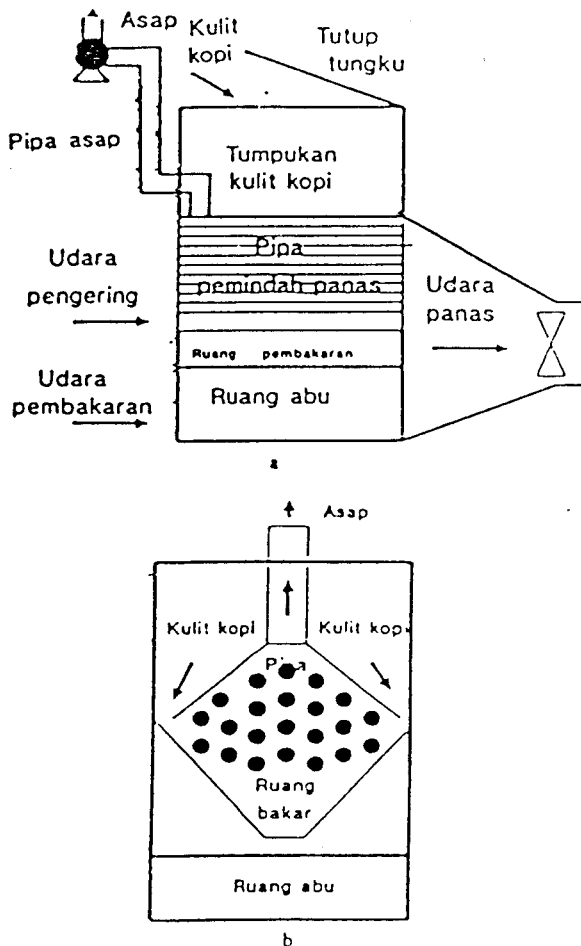 Asap
Kulit
kopi
Tutup
tungku
Pipa asap
Tumpukan
kulit kopi
Pipa
pemindah panas
Udara
pengering
Udara
panas
Ruang pembakaran
Udara
pembakaran
Ruang abu
a
Asap
Kulit kopi
Kulit kopi
Pipa
Ruang
bakar
Ruang abu
b